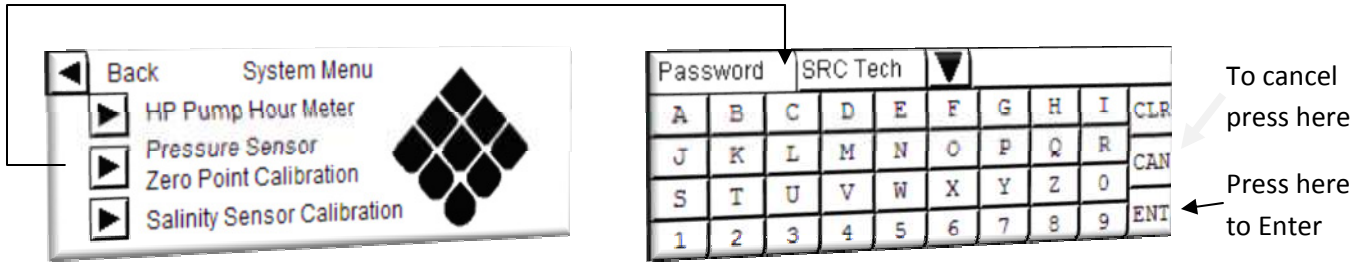 Back System Menu
HP Pump Hour Meter
Pressure Sensor
Zero Point Calibration
Salinity Sensor Calibration
Password SRC Tech
A B C D E F G H I CLR
J K L M N O P Q R CAN
S T U V W X Y Z 0 ENT
1 2 3 4 5 6 7 8 9
To cancel
press here
Press here
to Enter